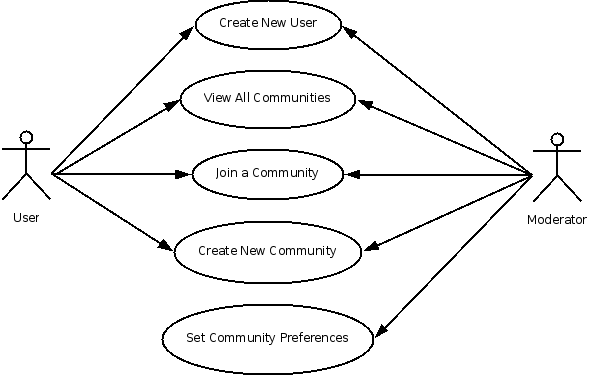 Create New User
View All Communities
Join a Community
User
Moderator
Create New Community
Set Community Preferences